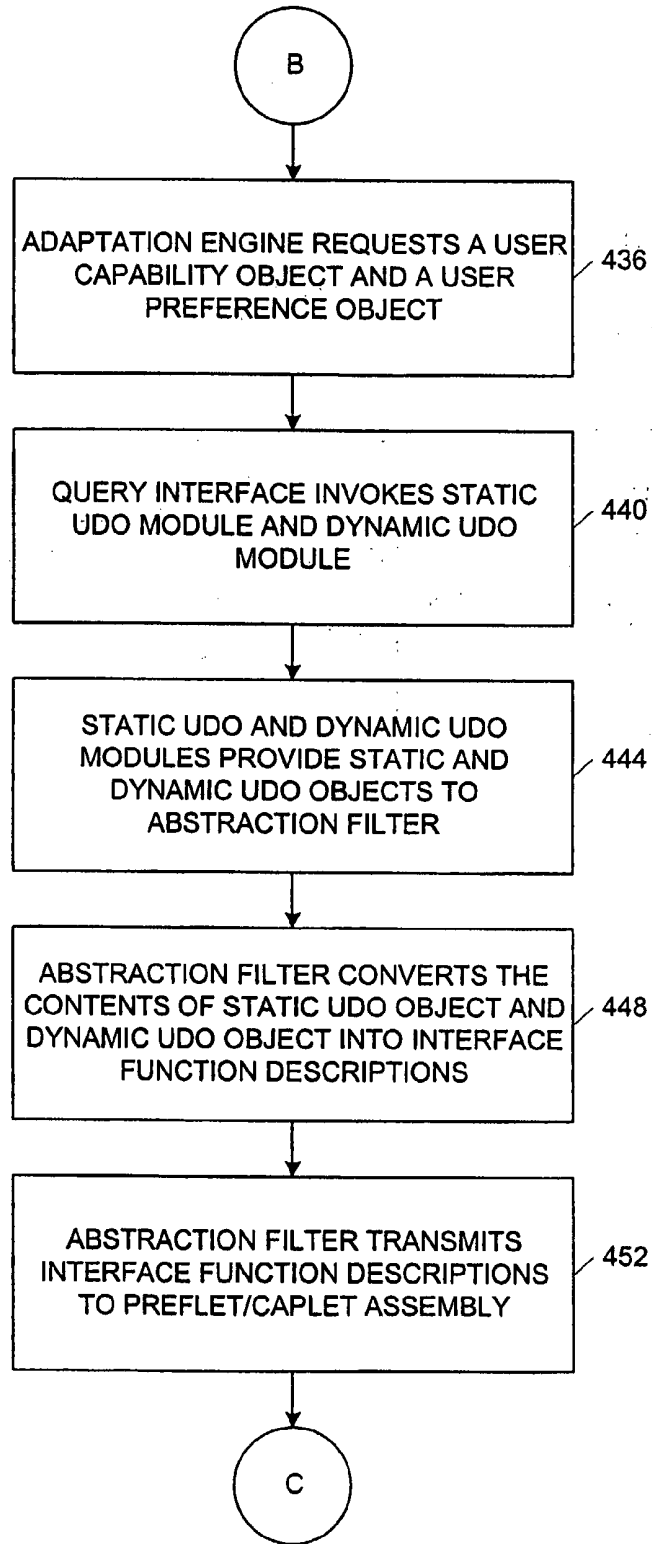 B
ADAPTATION ENGINE REQUESTS A USER
CAPABILITY OBJECT AND A USER
PREFERENCE OBJECT
436
QUERY INTERFACE INVOKES STATIC
UDO MODULE AND DYNAMIC UDO
MODULE
440
STATIC UDO AND DYNAMIC UDO
MODULES PROVIDE STATIC AND
DYNAMIC UDO OBJECTS TO
ABSTRACTION FILTER
444
ABSTRACTION FILTER CONVERTS THE
CONTENTS OF STATIC UDO OBJECT AND
DYNAMIC UDO OBJECT INTO INTERFACE
FUNCTION DESCRIPTIONS
448
ABSTRACTION FILTER TRANSMITS
INTERFACE FUNCTION DESCRIPTIONS
TO PREFLET/CAPLET ASSEMBLY
452
C